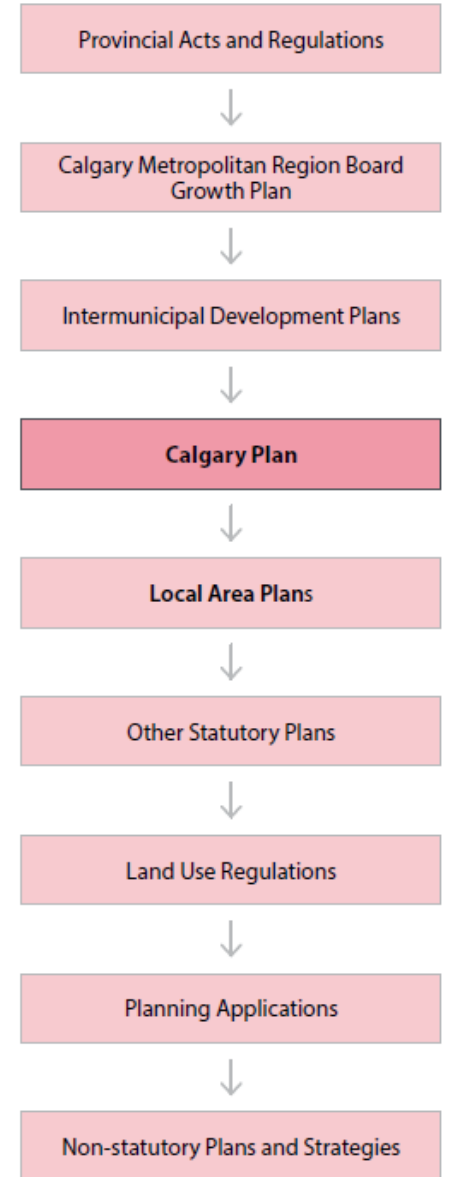 Provincial Acts and Regulations
Calgary Metropolitan Region Board
Growth Plan
Intermunicipal Development Plans
Calgary Plan
Local Area Plans
Other Statutory Plans
Land Use Regulations
Planning Applications
Non-statutory Plans and Strategies